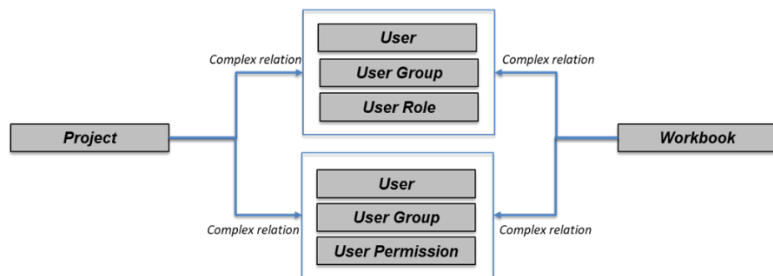 User
Complex relation
Complex relation
User Group
User Role
Project
Workbook
User
User Group
Complex relation
Complex relation
User Permission